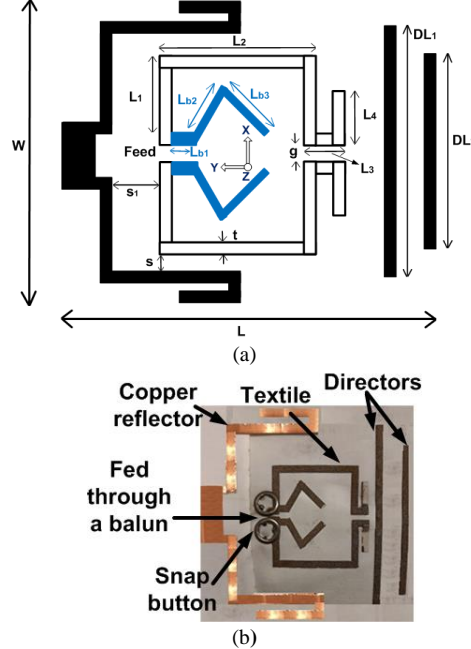 L2
DL1
L1
Lb2
Lb3
L4
DL
W
Feed
X
g
Lb1
Y
Z
L3
s1
t
s
L
(a)
Copper reflector
Textile
Directors
Fed through a balun
Snap button
(b)